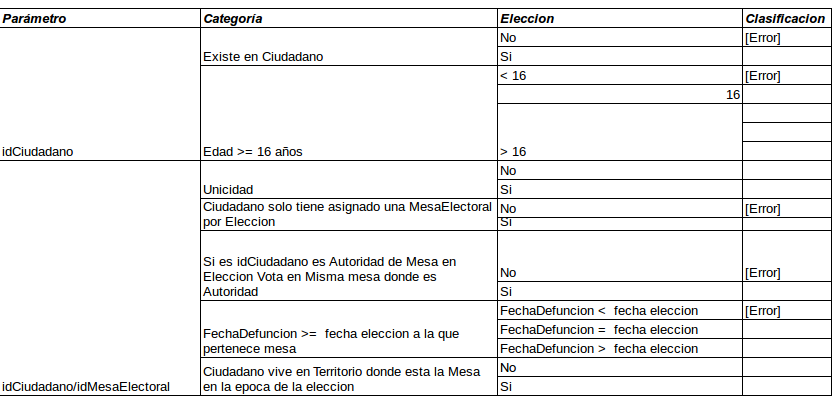 Parámetro Categoría Eleccion Clasificacion
No [Error]
Existe en Ciudadano Si
< 16 [Error]
16
idCiudadano Edad >= 16 años > 16
No
Unicidad Si
Ciudadano solo tiene asignado una MesaElectoral No [Error]
por Eleccion Si
Si es idCiudadano es Autoridad de Mesa en
Eleccion Vota en Misma mesa donde es No [Error]
Autoridad Si
FechaDefuncion < fecha eleccion [Error]
FechaDefuncion >= fecha eleccion a la que FechaDefuncion = fecha eleccion
pertenece mesa FechaDefuncion > fecha eleccion
Ciudadano vive en Territorio donde esta la Mesa No
idCiudadano/idMesaElectoral en la epoca de la eleccion Si